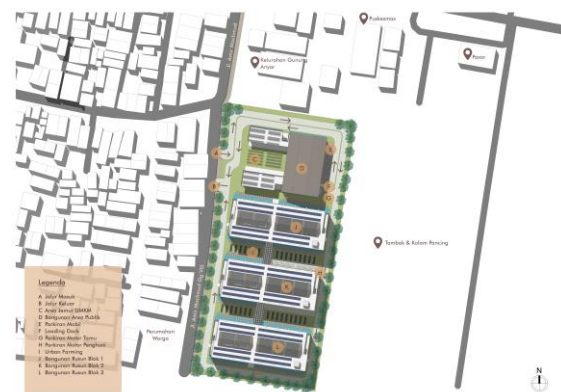 Puskesmas
Kelurahan Gunung
Anyar
Pasar
A
B
C
D
E
F
G
H
I
J
K
L
Tambak & Kolam Pancing
Perumahan
Warga
Legenda
A Jalur Masuk
B Jalur Keluar
C Area Jemur UMKM
D Bangunan Area Publik
E Parkiran Mobil
F Loading Dock
G Parkiran Motor Tamu
H Parkiran Motor Penghuni
I Urban Farming
J Bangunan Rusun Blok 1
K Bangunan Rusun Blok 2
L Bangunan Rusun Blok 3
N